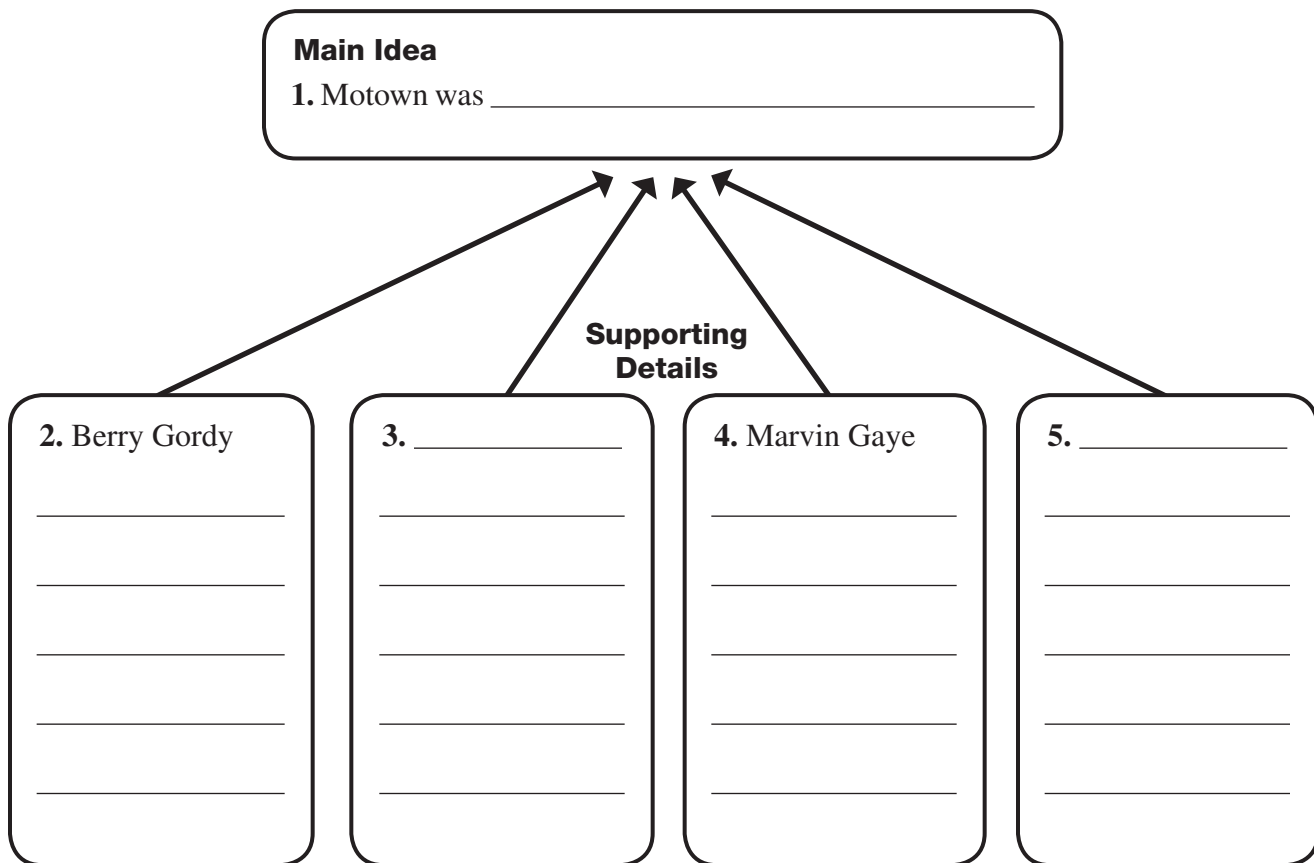 Main Idea
1. Motown was
Supporting
Details
2. Berry Gordy
3.
4. Marvin Gaye
5.